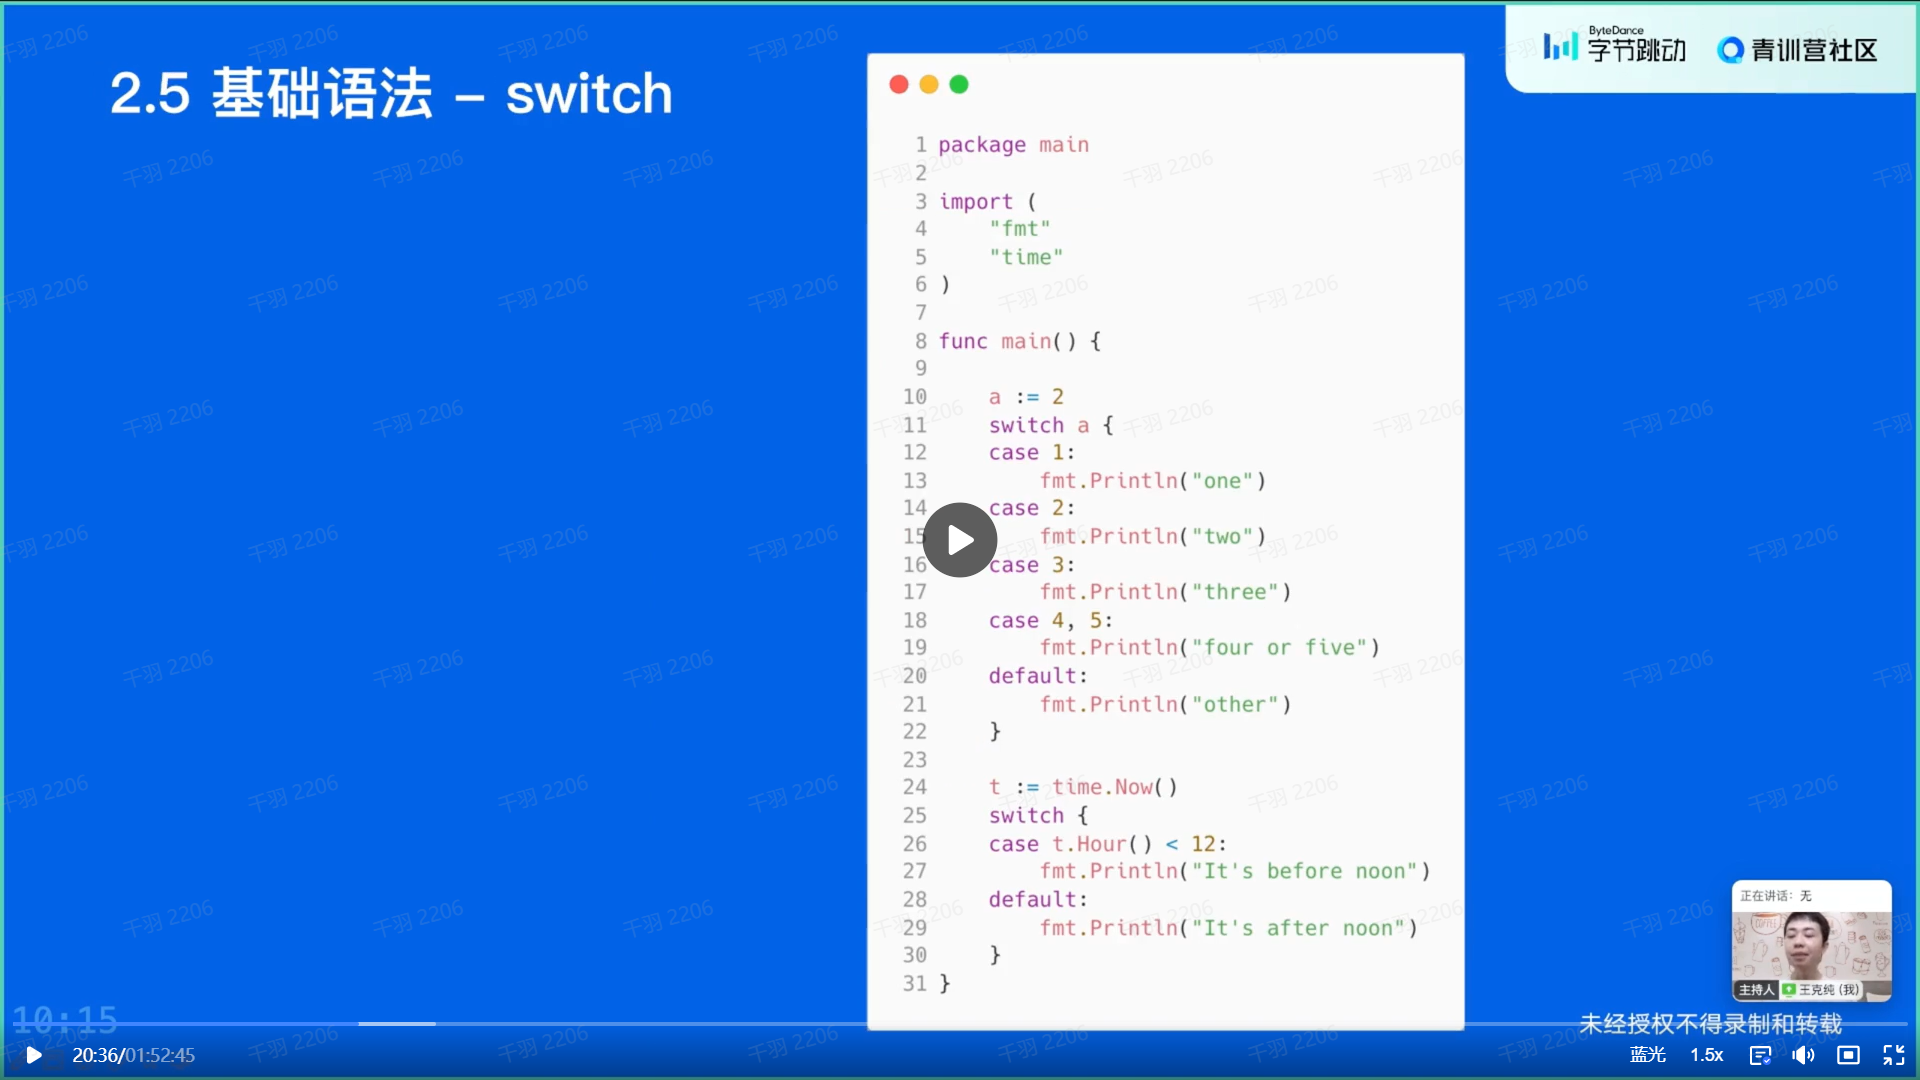 2.5 基础语法 – switch
ByteDance
字节跳动
青训营社区
1 package main
2
3 import (
4     "fmt"
5     "time"
6 )
7
8 func main() {
9
10     a := 2
11     switch a {
12     case 1:
13         fmt.Println("one")
14     case 2:
15         fmt.Println("two")
16     case 3:
17         fmt.Println("three")
18     case 4, 5:
19         fmt.Println("four or five")
20     default:
21         fmt.Println("other")
22     }
23
24     t := time.Now()
25     switch {
26     case t.Hour() < 12:
27         fmt.Println("It's before noon")
28     default:
29         fmt.Println("It's after noon")
30     }
31 }
千羽 2206
正在讲话: 无
主持人 王克纯 (我)
10:15
未经授权不得录制和转载
20:36/01:52:45
蓝光 1.5x